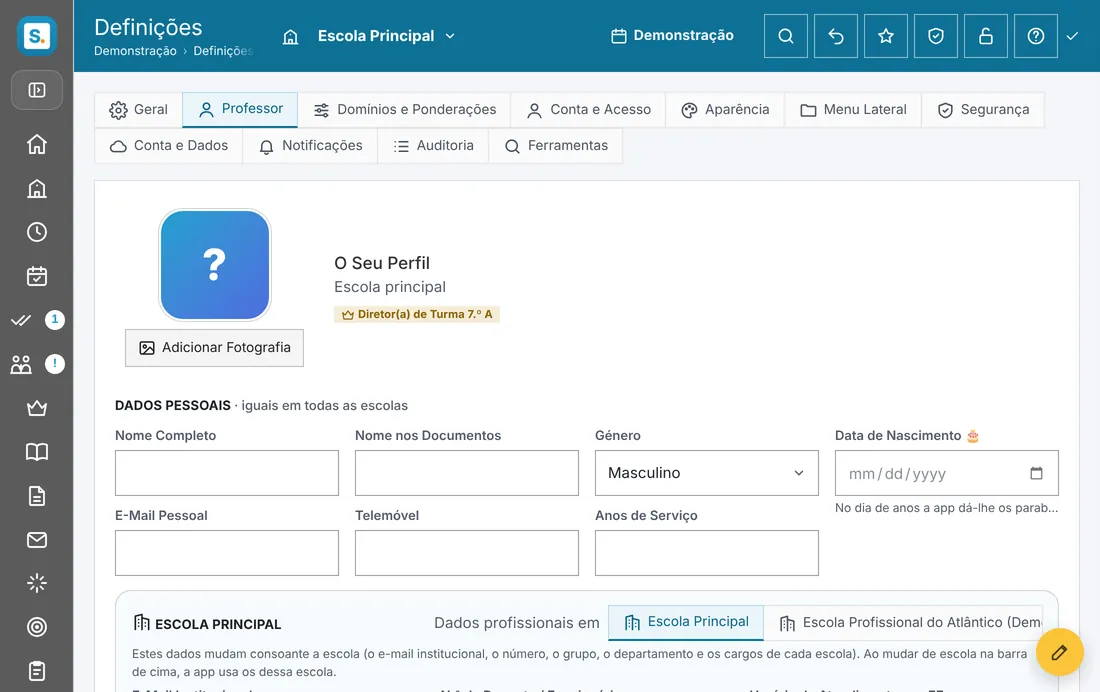 S.
Definições
Demonstração › Definições
Escola Principal
Demonstração
Geral
Professor
Domínios e Ponderações
Conta e Acesso
Aparência
Menu Lateral
Segurança
Conta e Dados
Notificações
Auditoria
Ferramentas
1
!
?
Adicionar Fotografia
O Seu Perfil
Escola principal
Diretor(a) de Turma 7.º A
DADOS PESSOAIS · iguais em todas as escolas
Nome Completo
Nome nos Documentos
Género
Data de Nascimento
Masculino
mm/dd/yyyy
No dia de anos a app dá-lhe os parab...
E-Mail Pessoal
Telemóvel
Anos de Serviço
ESCOLA PRINCIPAL
Dados profissionais em
Escola Principal
Escola Profissional do Atlântico (Dem
Estes dados mudam consoante a escola (o e-mail institucional, o número, o grupo, o departamento e os cargos de cada escola). Ao mudar de escola na barra
de cima, a app usa os dessa escola.